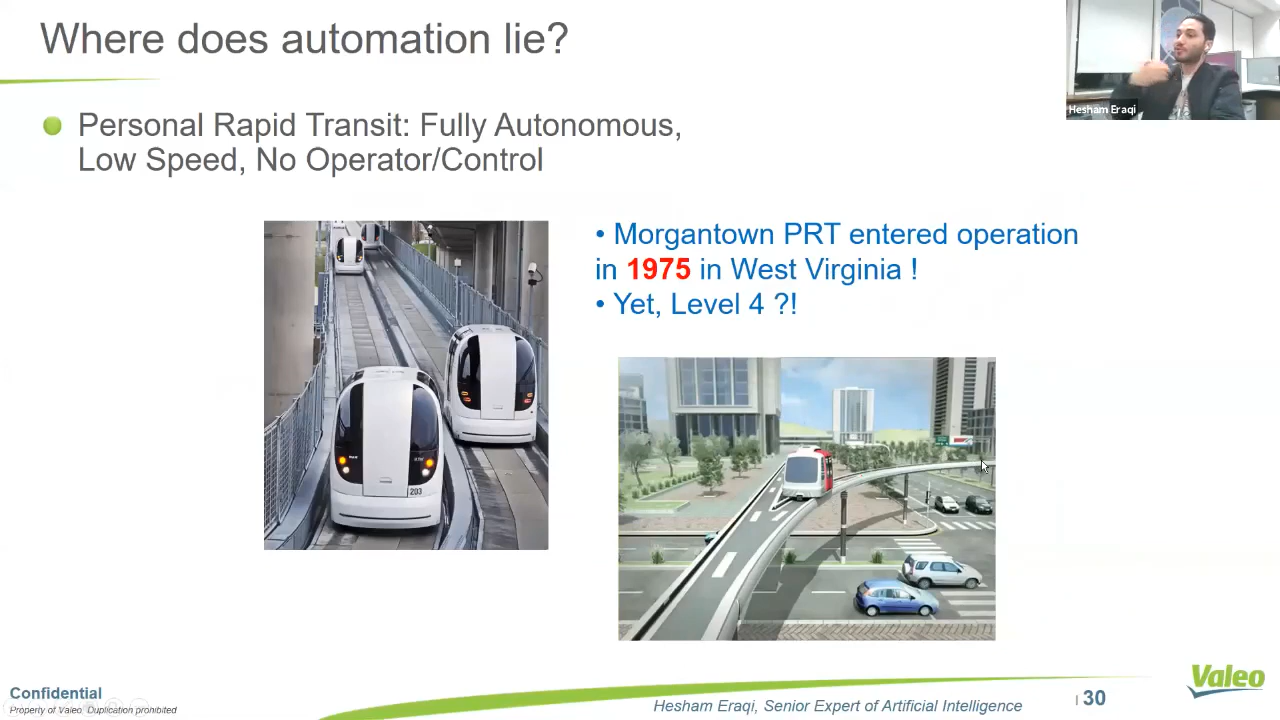 Where does automation lie?
Hesham Eraqi
Personal Rapid Transit: Fully Autonomous,
Low Speed, No Operator/Control
• Morgantown PRT entered operation
in 1975 in West Virginia !
• Yet, Level 4 ?!
203
Confidential
Property of Valeo. Duplication prohibited
Hesham Eraqi, Senior Expert of Artificial Intelligence
| 30
Valeo